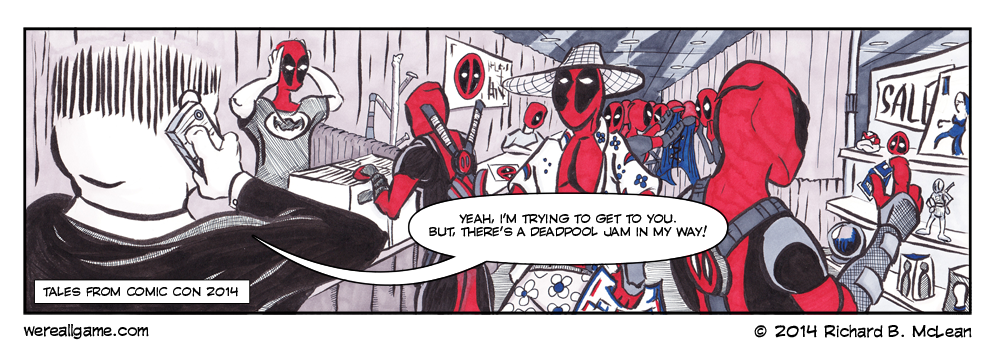 SALE
YEAH, I'M TRYING TO GET TO YOU.
BUT, THERE'S A DEADPOOL JAM IN MY WAY!
TALES FROM COMIC CON 2014
wereallgame.com
© 2014 Richard B. McLean